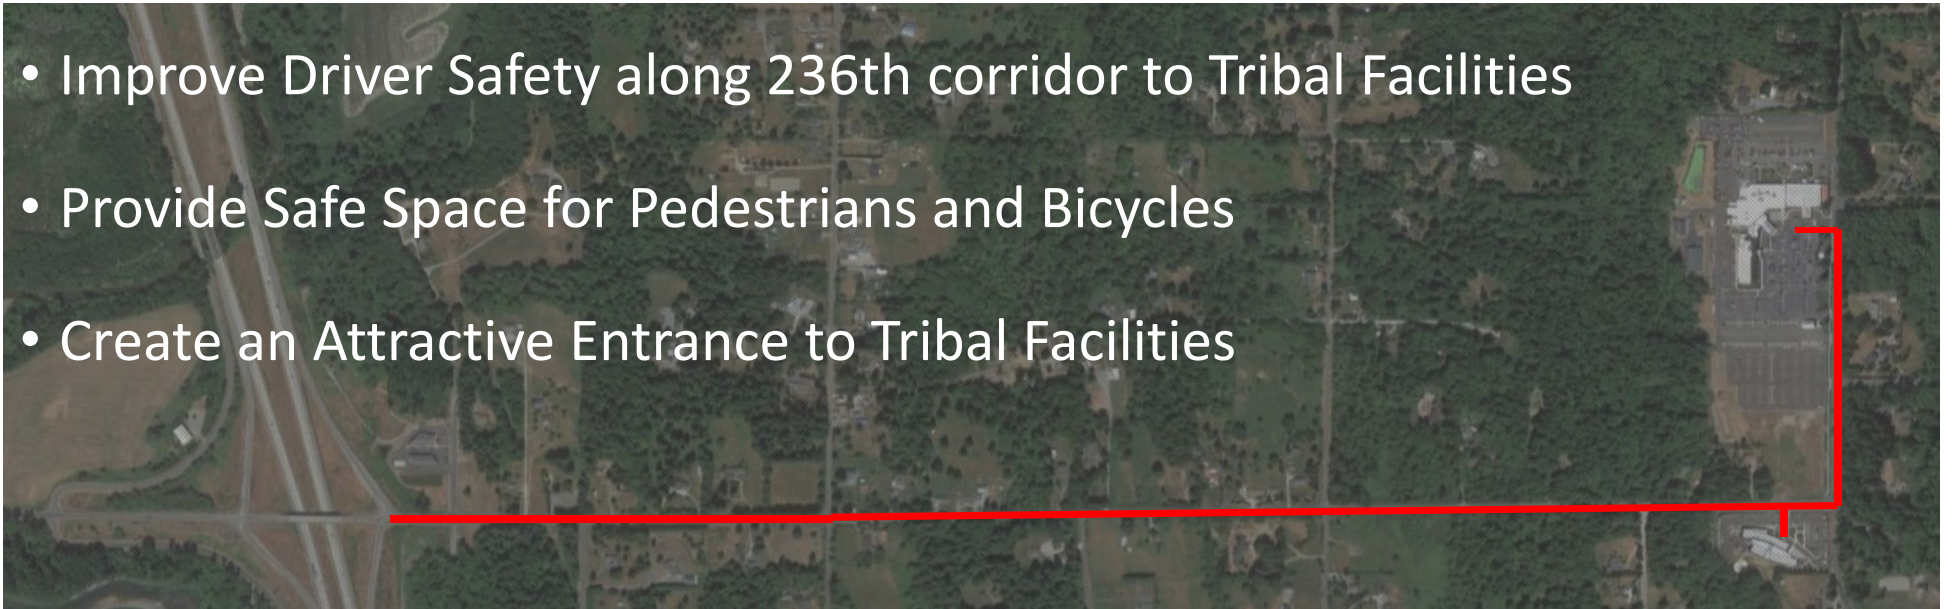 • Improve Driver Safety along 236th corridor to Tribal Facilities
• Provide Safe Space for Pedestrians and Bicycles
• Create an Attractive Entrance to Tribal Facilities